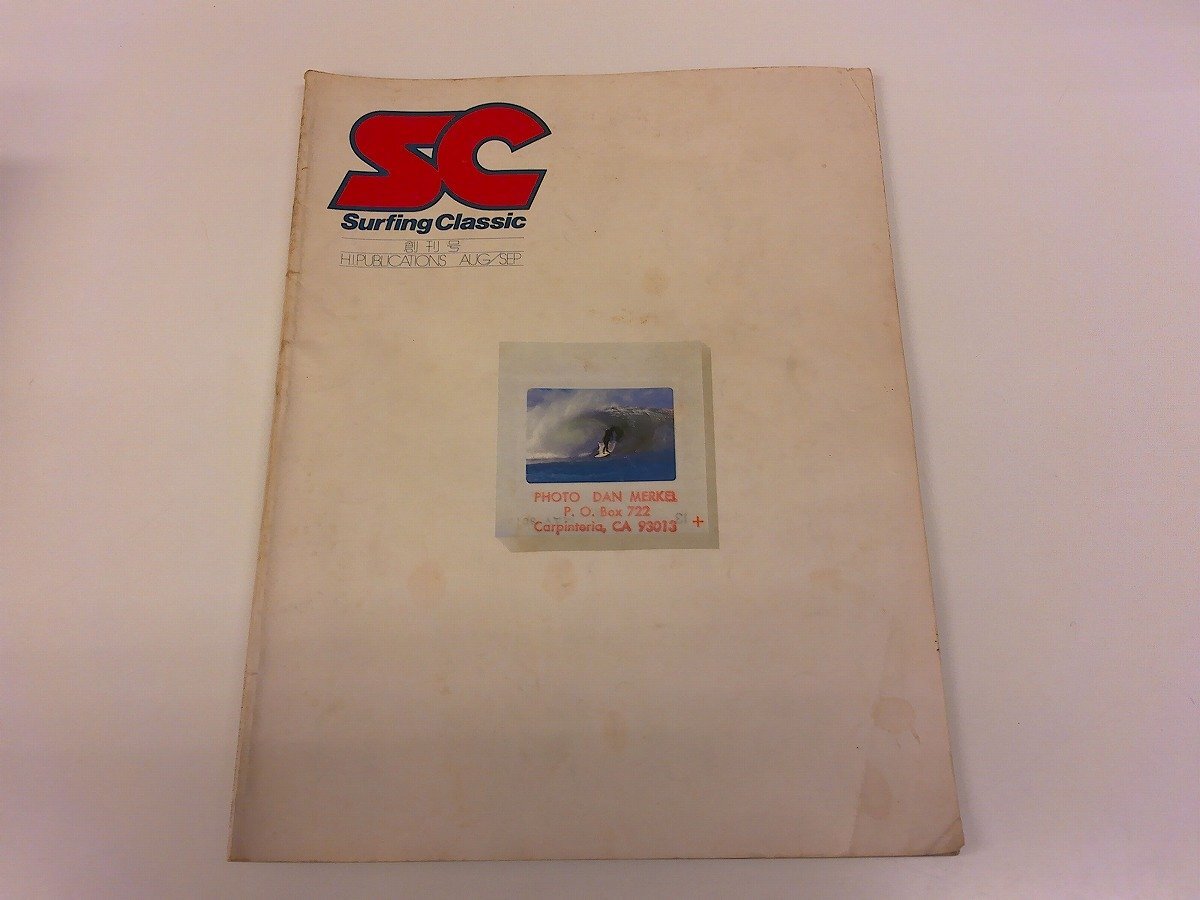 SC
Surfing Classic
創刊号
H!PUBLICATIONS AUG/SEP
PHOTO DAN MERKEL
P. O. Box 722
Carpinteria, CA 93013 +